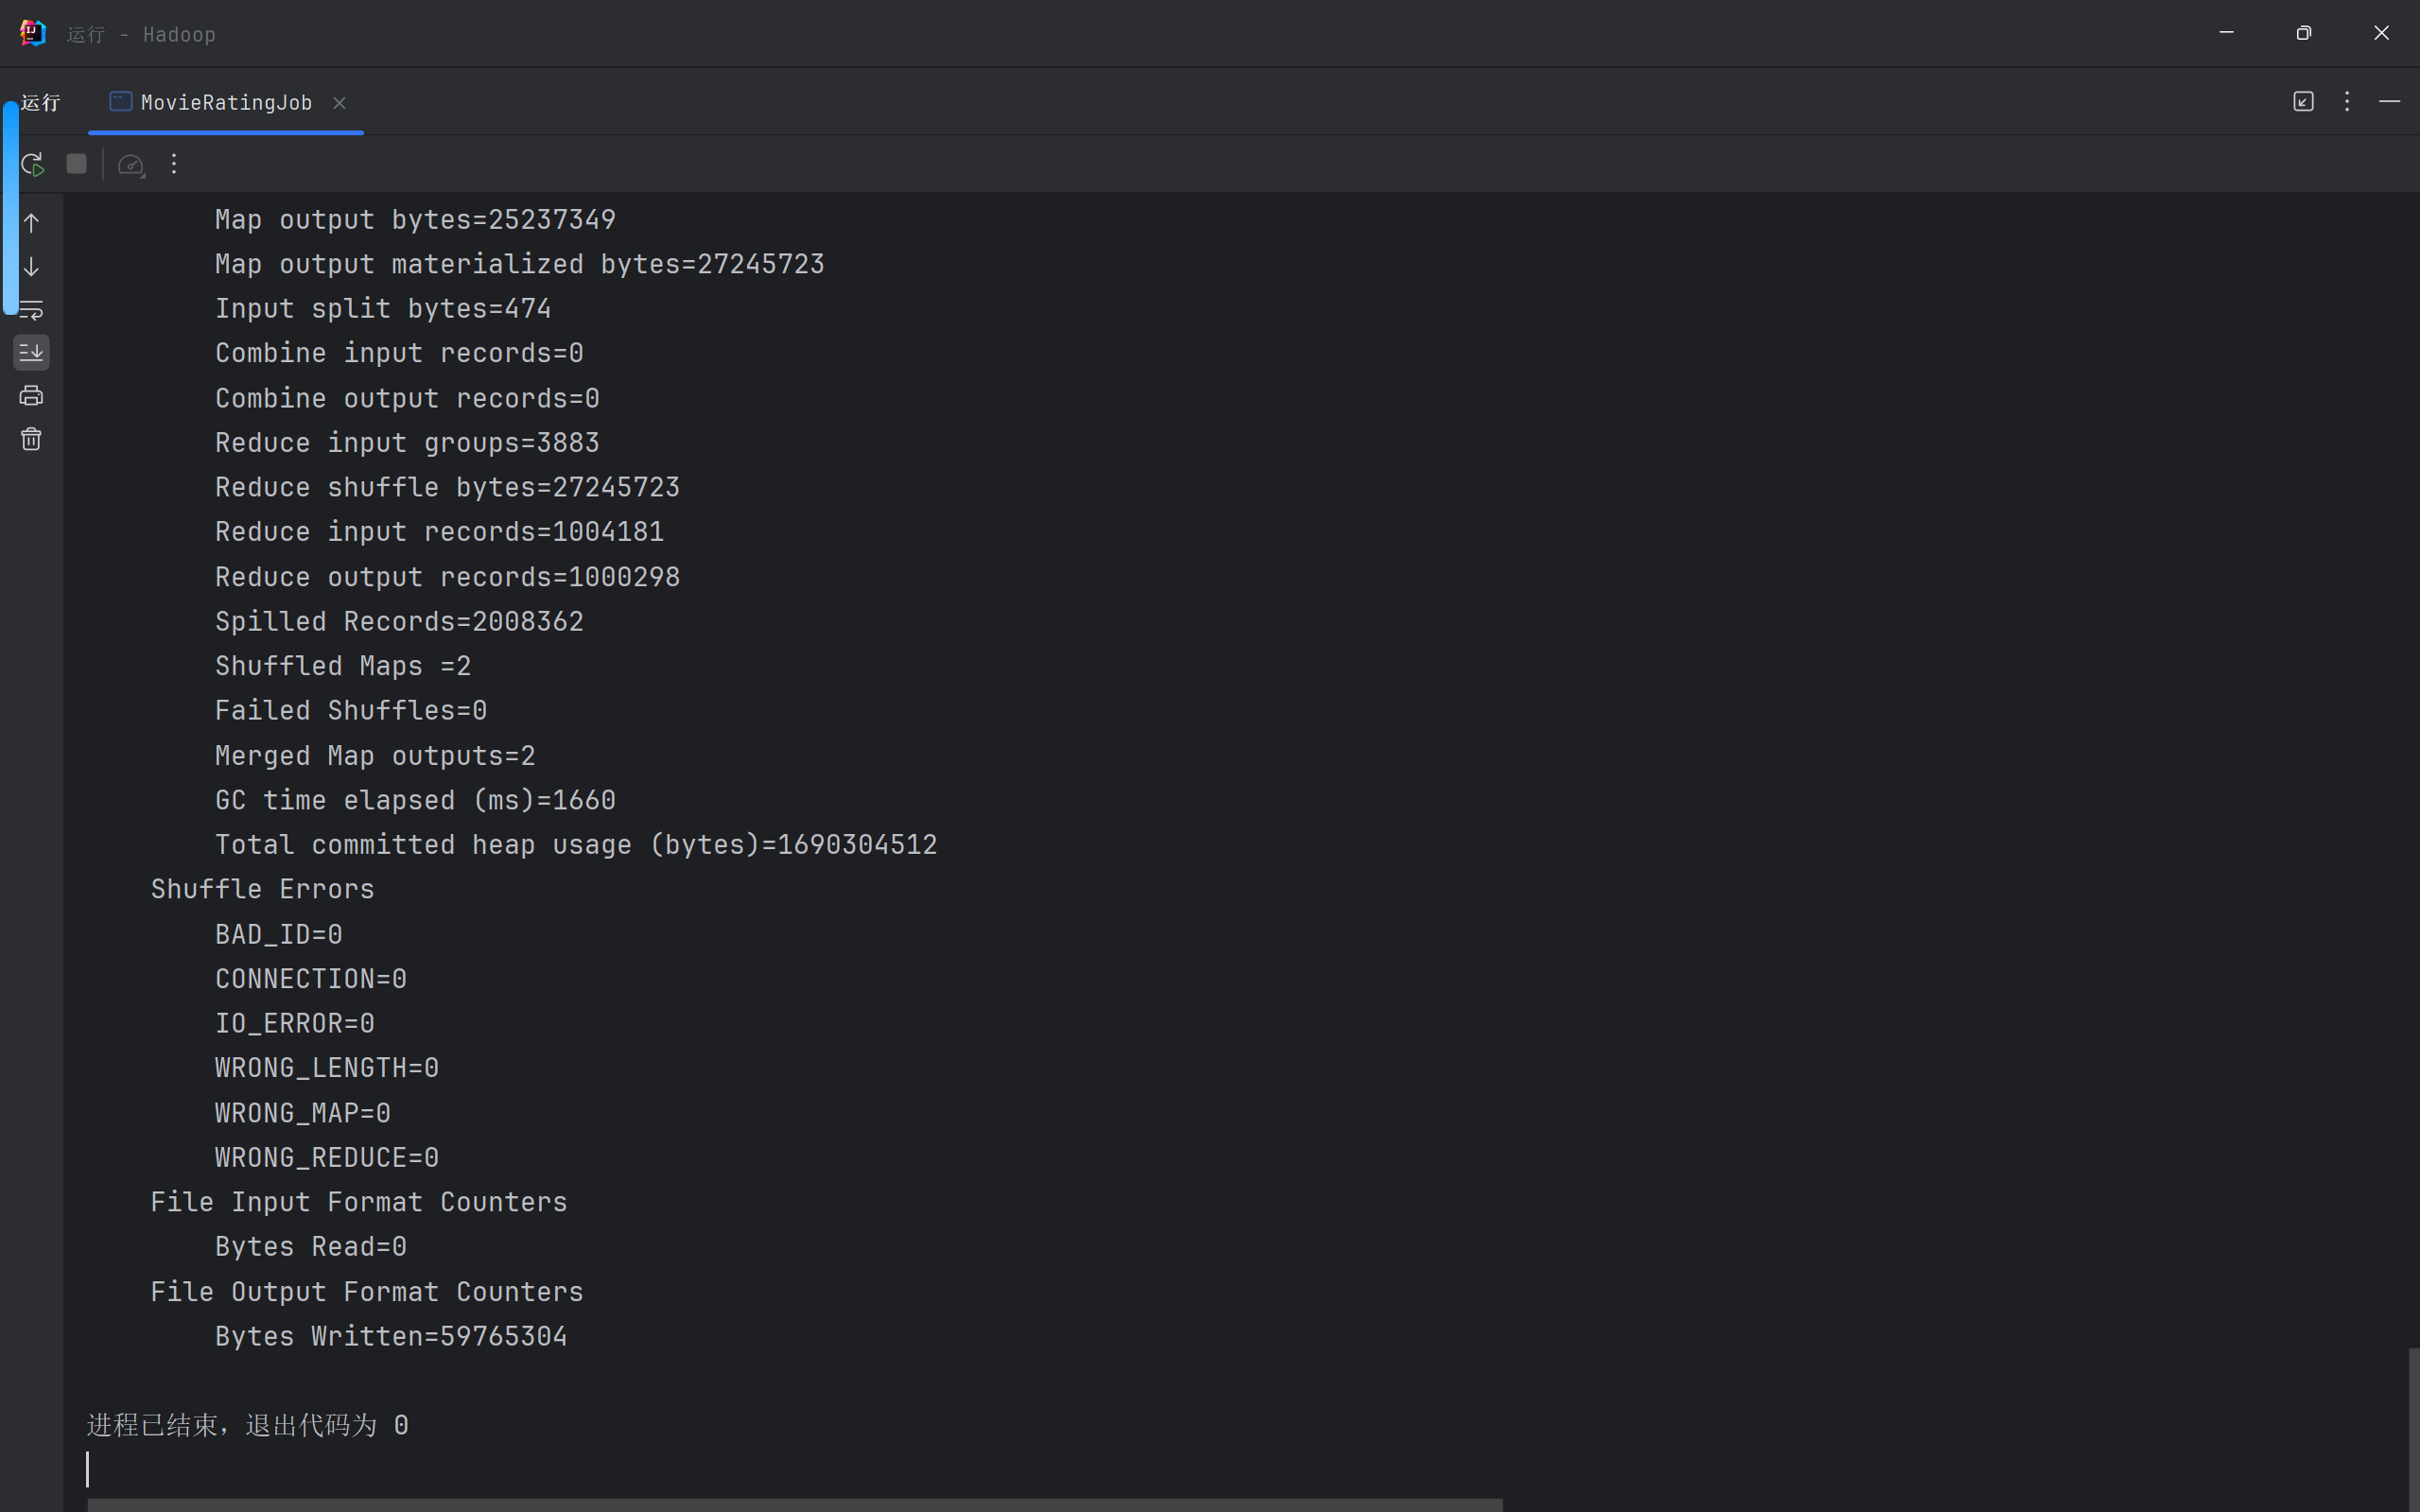 运行 - Hadoop
运行 MovieRatingJob
Map output bytes=25237349
Map output materialized bytes=27245723
Input split bytes=474
Combine input records=0
Combine output records=0
Reduce input groups=3883
Reduce shuffle bytes=27245723
Reduce input records=1004181
Reduce output records=1000298
Spilled Records=2008362
Shuffled Maps =2
Failed Shuffles=0
Merged Map outputs=2
GC time elapsed (ms)=1660
Total committed heap usage (bytes)=1690304512
Shuffle Errors
BAD_ID=0
CONNECTION=0
IO_ERROR=0
WRONG_LENGTH=0
WRONG_MAP=0
WRONG_REDUCE=0
File Input Format Counters
Bytes Read=0
File Output Format Counters
Bytes Written=59765304
进程已结束，退出代码为 0